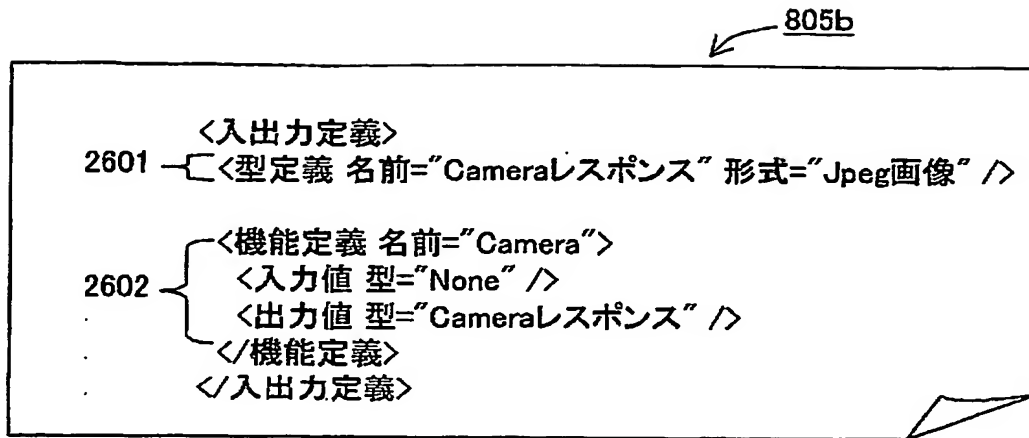 805b
<入出力定義>
2601 <型定義 名前="Cameraレスポンス" 形式="Jpeg画像" />
<機能定義 名前="Camera">
2602 <入力値 型="None" />
<出力値 型="Cameraレスポンス" />
</機能定義>
</入出力定義>